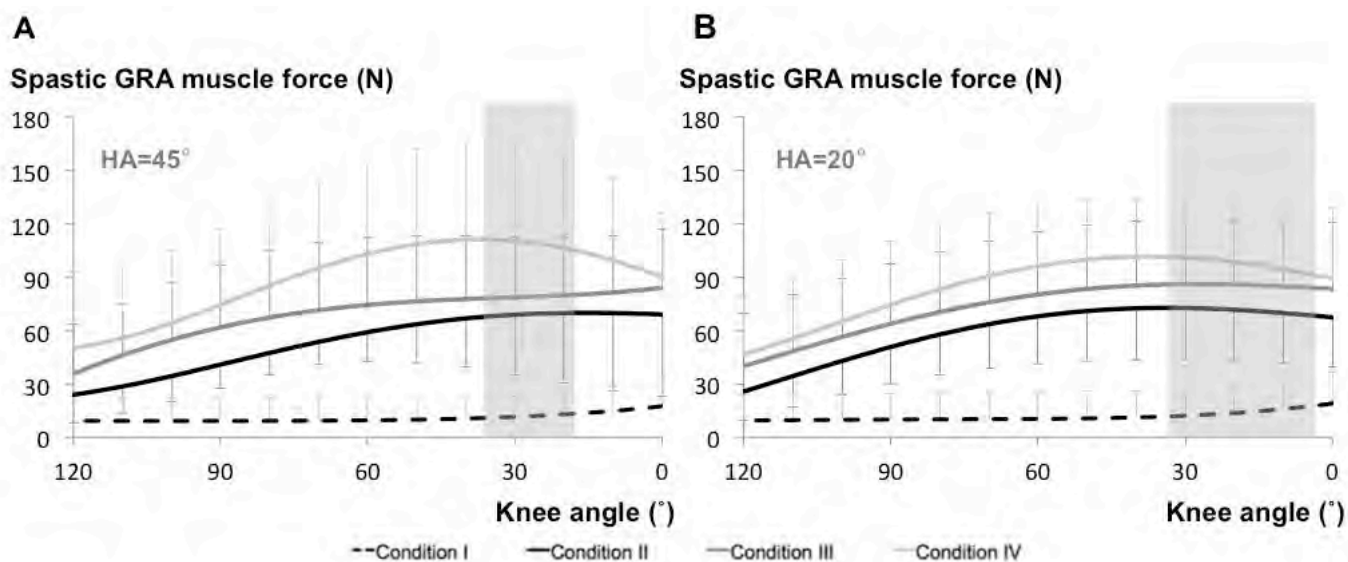 A
B
Spastic GRA muscle force (N)
Spastic GRA muscle force (N)
180
150
120
90
60
30
0
HA=45°
180
150
120
90
60
30
0
HA=20°
120 90 60 30 0
120 90 60 30 0
Knee angle (°)
Knee angle (°)
Condition I Condition II Condition III Condition IV